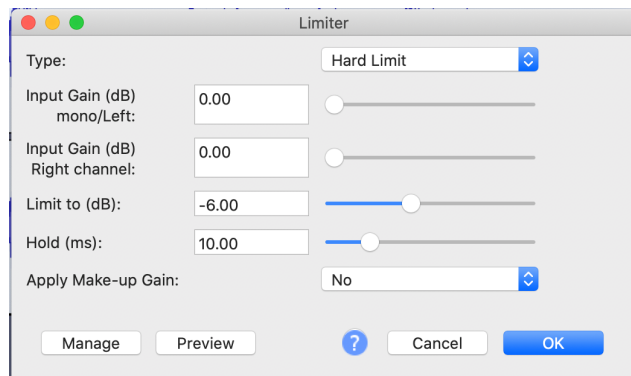 Limiter
Type:
Hard Limit
Input Gain (dB)
mono/Left:
0.00
Input Gain (dB)
Right channel:
0.00
Limit to (dB):
-6.00
Hold (ms):
10.00
Apply Make-up Gain:
No
Manage
Preview
?
Cancel
OK